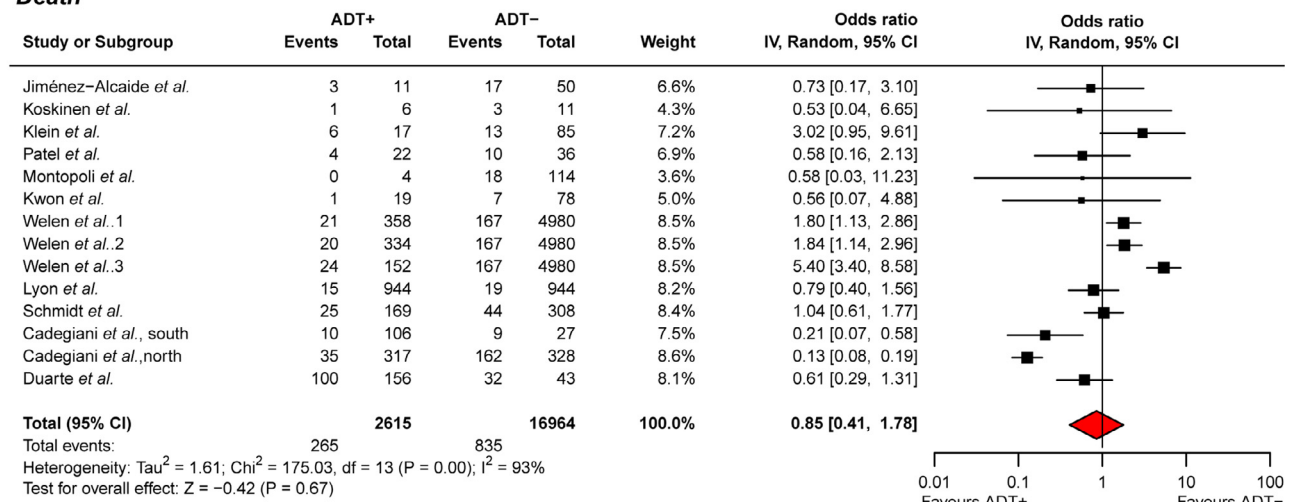 Death
ADT+ ADT− Odds ratio Odds ratio
Study or Subgroup Events Total Events Total Weight IV, Random, 95% CI IV, Random, 95% CI
Jiménez−Alcaide et al. 3 11 17 50 6.6% 0.73 [0.17, 3.10]
Koskinen et al. 1 6 3 11 4.3% 0.53 [0.04, 6.65]
Klein et al. 6 17 13 85 7.2% 3.02 [0.95, 9.61]
Patel et al. 4 22 10 36 6.9% 0.58 [0.16, 2.13]
Montopoli et al. 0 4 18 114 3.6% 0.58 [0.03, 11.23]
Kwon et al. 1 19 7 78 5.0% 0.56 [0.07, 4.88]
Welen et al..1 21 358 167 4980 8.5% 1.80 [1.13, 2.86]
Welen et al..2 20 334 167 4980 8.5% 1.84 [1.14, 2.96]
Welen et al..3 24 152 167 4980 8.5% 5.40 [3.40, 8.58]
Lyon et al. 15 944 19 944 8.2% 0.79 [0.40, 1.56]
Schmidt et al. 25 169 44 308 8.4% 1.04 [0.61, 1.77]
Cadegiani et al., south 10 106 9 27 7.5% 0.21 [0.07, 0.58]
Cadegiani et al.,north 35 317 162 328 8.6% 0.13 [0.08, 0.19]
Duarte et al. 100 156 32 43 8.1% 0.61 [0.29, 1.31]
Total (95% CI) 2615 16964 100.0% 0.85 [0.41, 1.78]
Total events: 265 835
Heterogeneity: Tau² = 1.61; Chi² = 175.03, df = 13 (P = 0.00); I² = 93%
Test for overall effect: Z = −0.42 (P = 0.67)
0.01 0.1 1 10 100
Favours ADT+ Favours ADT−